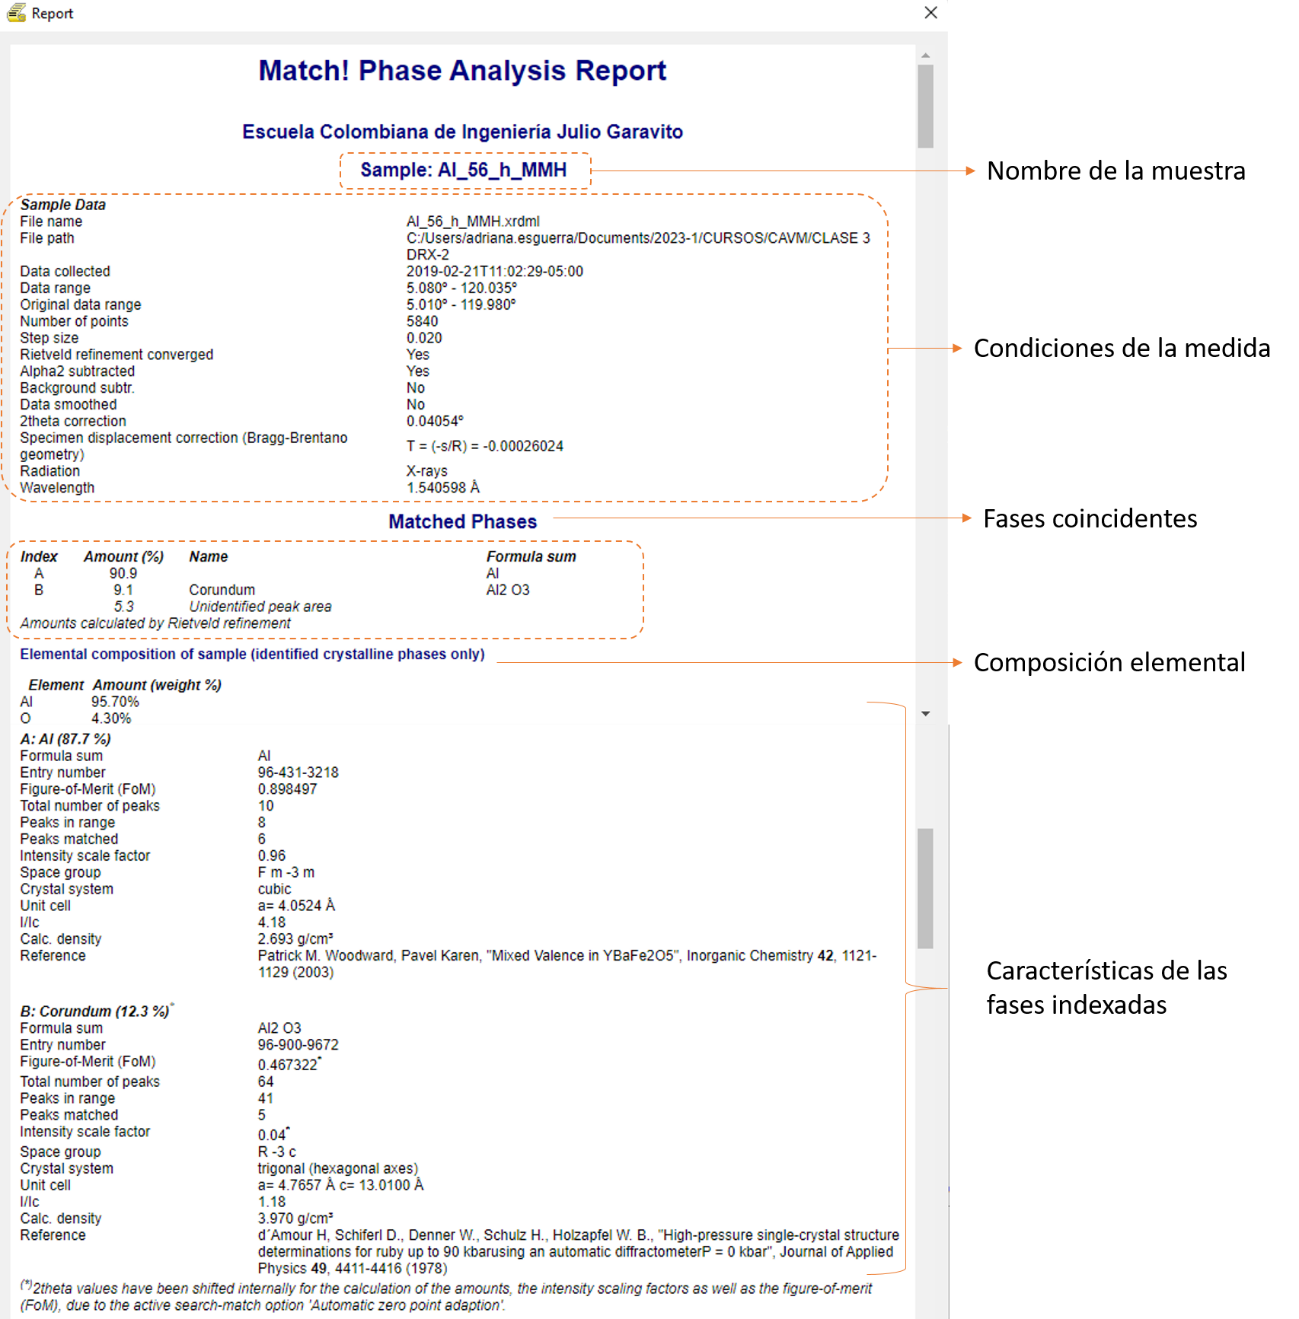 Report
Match! Phase Analysis Report
Escuela Colombiana de Ingeniería Julio Garavito
Sample: Al_56_h_MMH
Nombre de la muestra
Sample Data
File name Al_56_h_MMH.xrdml
File path C:/Users/adriana.esguerra/Documents/2023-1/CURSOS/CAVM/CLASE 3
DRX-2
Data collected 2019-02-21T11:02:29-05:00
Data range 5.080º - 120.035º
Original data range 5.010º - 119.980º
Number of points 5840
Step size 0.020
Rietveld refinement converged Yes
Alpha2 subtracted Yes
Background subtr. No
Data smoothed No
2theta correction 0.04054º
Specimen displacement correction (Bragg-Brentano
geometry) T = (-s/R) = -0.00026024
Radiation X-rays
Wavelength 1.540598 Å
Condiciones de la medida
Matched Phases
Fases coincidentes
Index Amount (%) Name Formula sum
A 90.9 Al
B 9.1 Corundum Al2 O3
5.3 Unidentified peak area
Amounts calculated by Rietveld refinement
Elemental composition of sample (identified crystalline phases only)
Composición elemental
Element Amount (weight %)
Al 95.70%
O 4.30%
A: Al (87.7 %)
Formula sum Al
Entry number 96-431-3218
Figure-of-Merit (FoM) 0.898497
Total number of peaks 10
Peaks in range 8
Peaks matched 6
Intensity scale factor 0.96
Space group F m -3 m
Crystal system cubic
Unit cell a= 4.0524 Å
I/Ic 4.18
Calc. density 2.693 g/cm³
Reference Patrick M. Woodward, Pavel Karen, "Mixed Valence in YBaFe2O5", Inorganic Chemistry 42, 1121-
1129 (2003)
Características de las
fases indexadas
B: Corundum (12.3 %)*
Formula sum Al2 O3
Entry number 96-900-9672
Figure-of-Merit (FoM) 0.467322*
Total number of peaks 64
Peaks in range 41
Peaks matched 5
Intensity scale factor 0.04*
Space group R -3 c
Crystal system trigonal (hexagonal axes)
Unit cell a= 4.7657 Å c= 13.0100 Å
I/Ic 1.18
Calc. density 3.970 g/cm³
Reference d´Amour H, Schiferl D., Denner W., Schulz H., Holzapfel W. B., "High-pressure single-crystal structure
determinations for ruby up to 90 kbarusing an automatic diffractometerP = 0 kbar", Journal of Applied
Physics 49, 4411-4416 (1978)
(*)2theta values have been shifted internally for the calculation of the amounts, the intensity scaling factors as well as the figure-of-merit
(FoM), due to the active search-match option 'Automatic zero point adaption'.